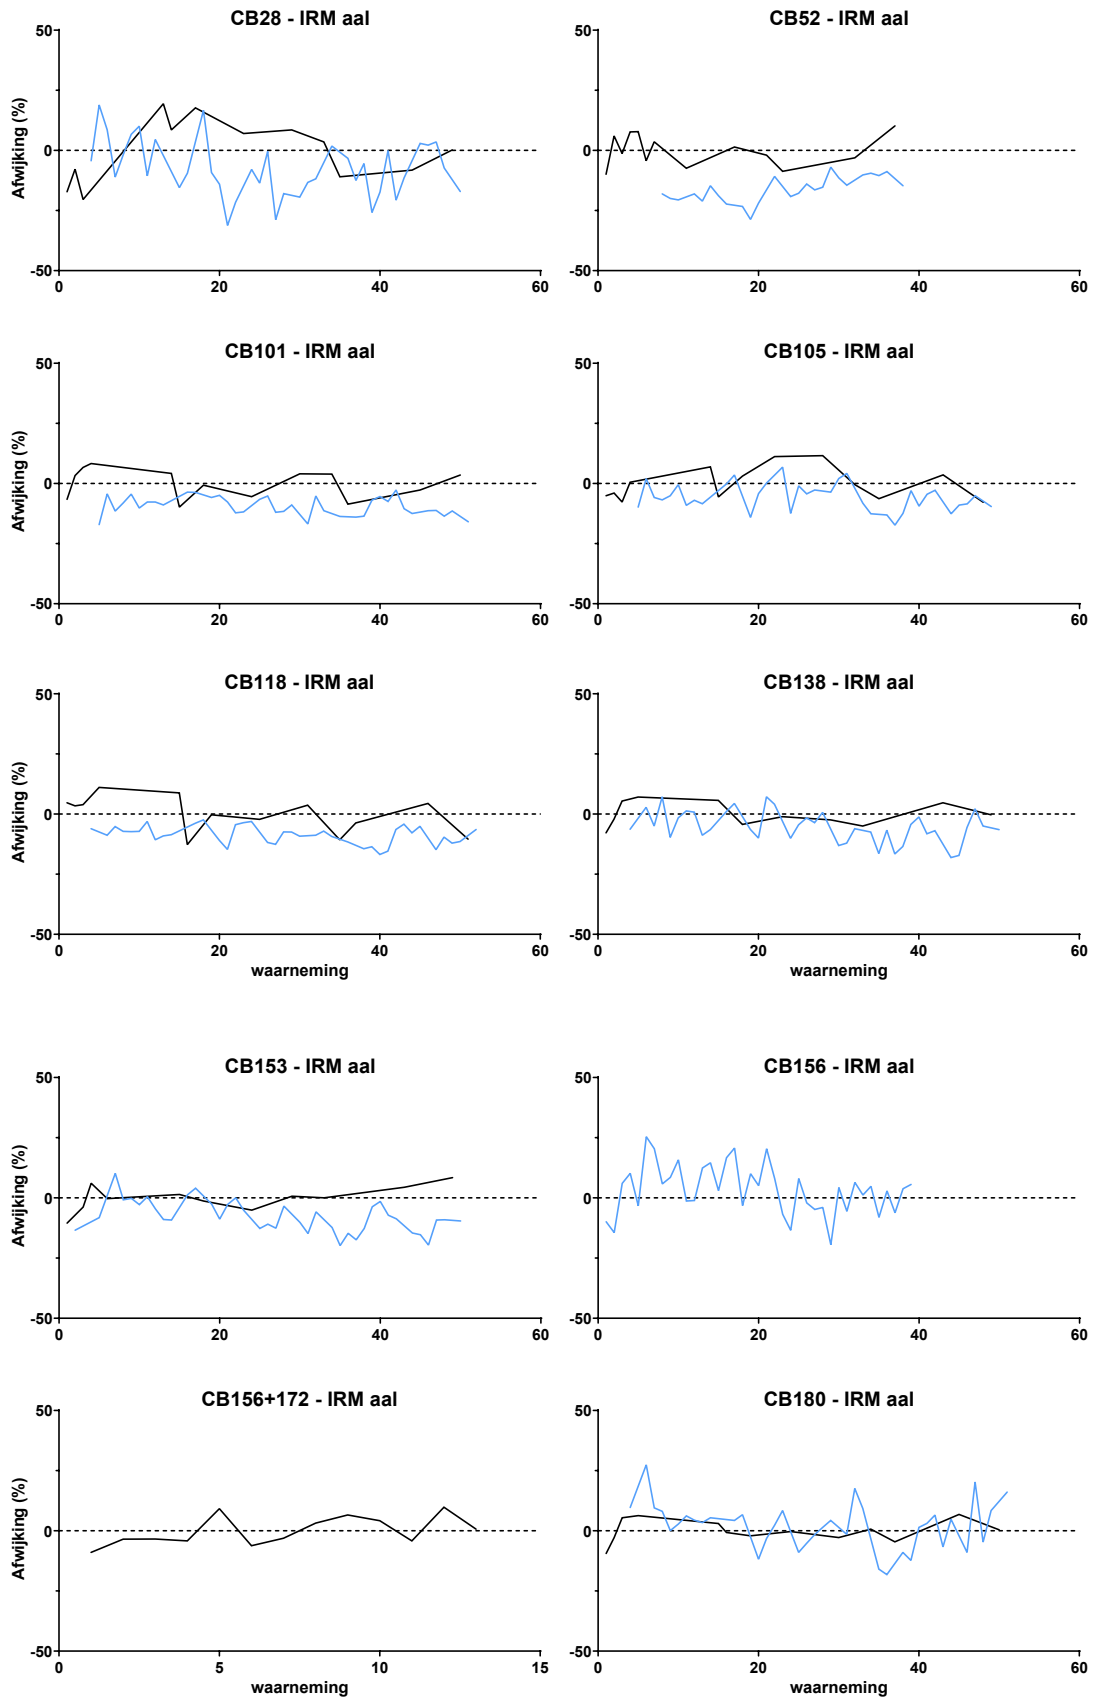 CB28 - IRM aal
CB52 - IRM aal
50
0
-50
Afwijking (%)
0 20 40 60
50
0
-50
0 20 40 60
CB101 - IRM aal
CB105 - IRM aal
50
0
-50
Afwijking (%)
0 20 40 60
50
0
-50
0 20 40 60
CB118 - IRM aal
CB138 - IRM aal
50
0
-50
Afwijking (%)
0 20 40 60
waarneming
50
0
-50
0 20 40 60
waarneming
CB153 - IRM aal
CB156 - IRM aal
50
0
-50
Afwijking (%)
0 20 40 60
50
0
-50
0 20 40 60
CB156+172 - IRM aal
CB180 - IRM aal
50
0
-50
Afwijking (%)
0 5 10 15
waarneming
50
0
-50
0 20 40 60
waarneming